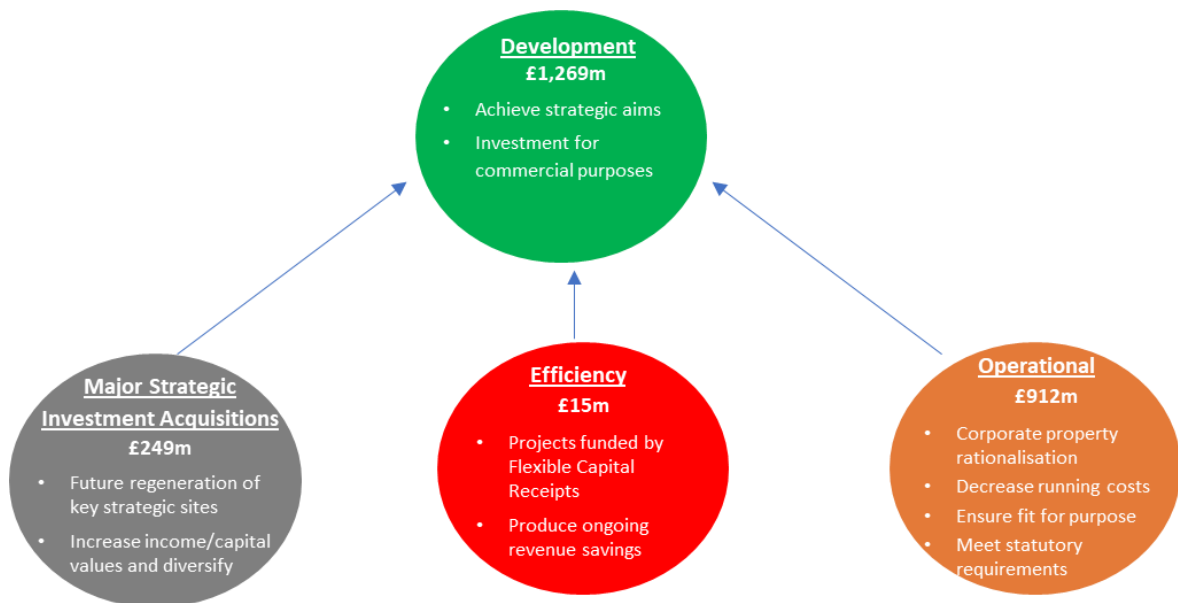 Development
£1,269m
• Achieve strategic aims
• Investment for
commercial purposes
Major Strategic
Investment Acquisitions
£249m
• Future regeneration of
key strategic sites
• Increase income/capital
values and diversify
Efficiency
£15m
• Projects funded by
Flexible Capital
Receipts
• Produce ongoing
revenue savings
Operational
£912m
• Corporate property
rationalisation
• Decrease running costs
• Ensure fit for purpose
• Meet statutory
requirements